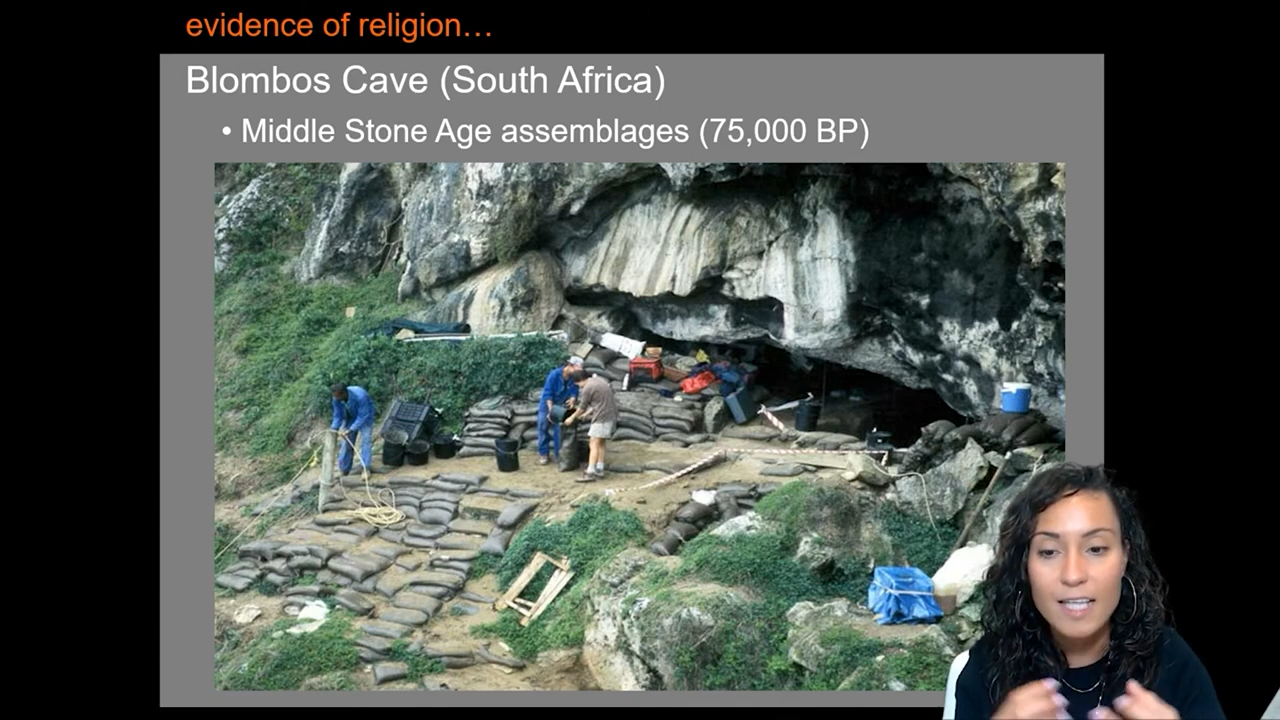 evidence of religion…
Blombos Cave (South Africa)
• Middle Stone Age assemblages (75,000 BP)